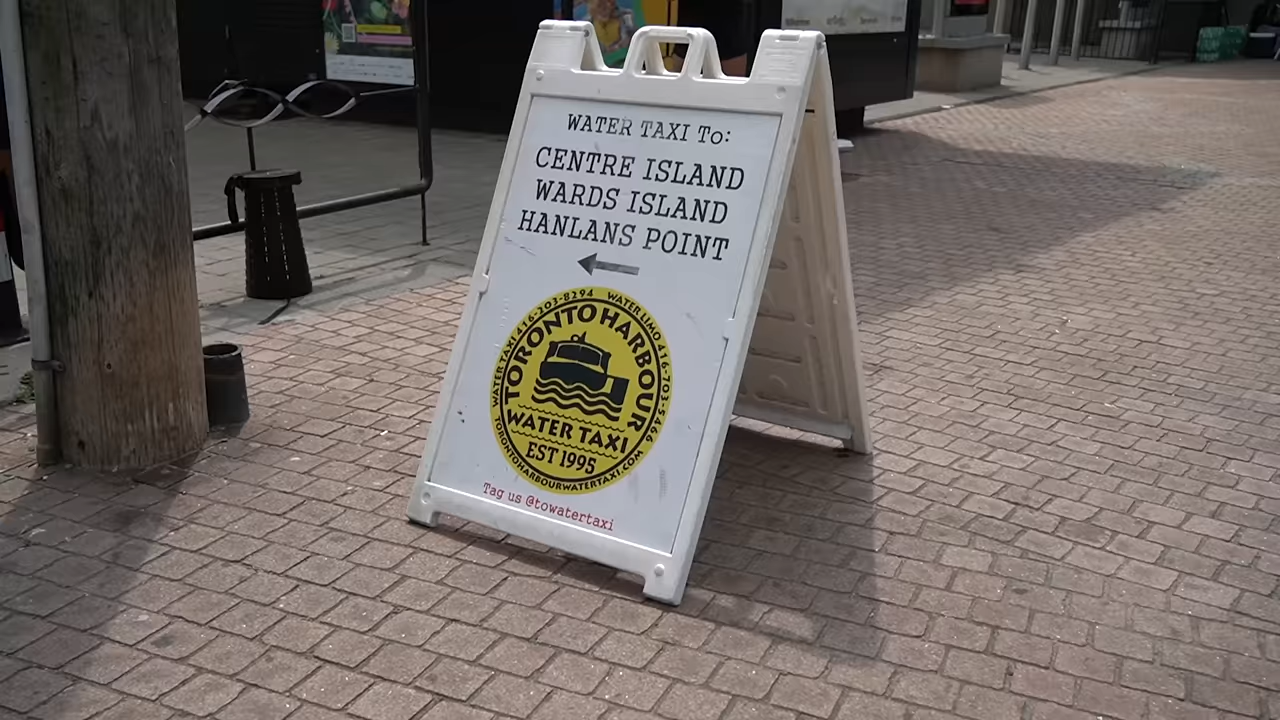 WATER TAXI To:
CENTRE ISLAND
WARDS ISLAND
HANLANS POINT
WATER TAXI 416-203-8294 WATER LIMO 416-703-5466
TORONTO HARBOUR
WATER TAXI
EST 1995
TORONTOHARBOURWATERTAXI.COM
Tag us @towatertaxi